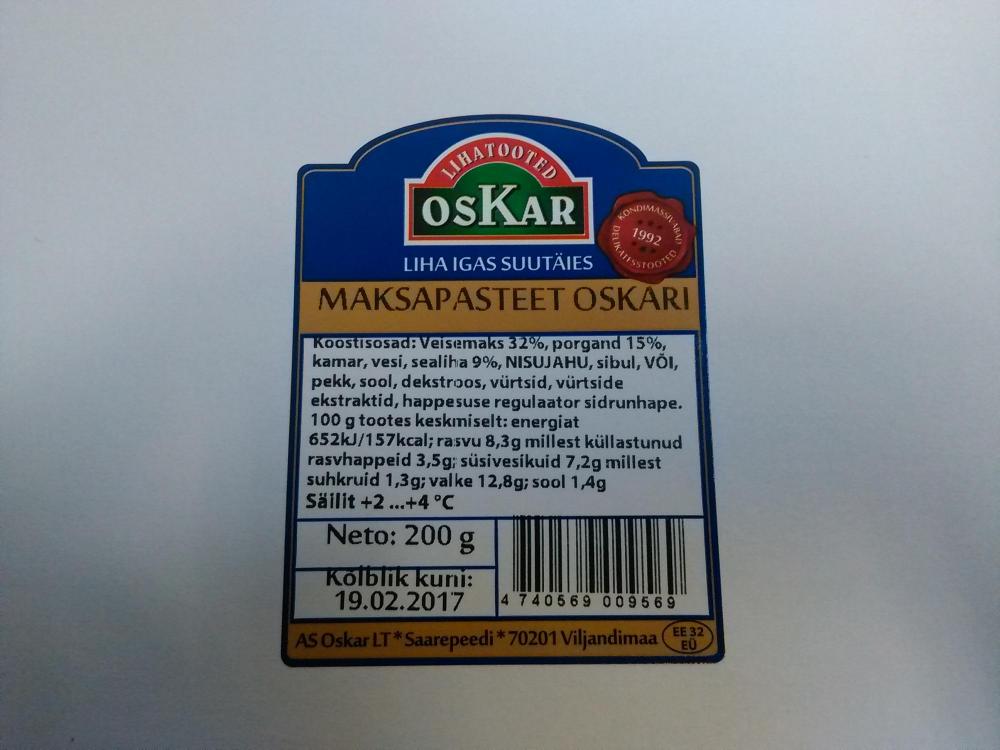 LIHATOOTED
OSKAR
KONDIMASSIVABAD
1992
DELIKATESSTOOTED
LIHA IGAS SUUTÄIES
MAKSAPASTEET OSKARI
Koostisosad: Veisemaks 32%, porgand 15%,
kamar, vesi, sealiha 9%, NISUJAHU, sibul, VÕI,
pekk, sool, dekstroos, vürtsid, vürtside
ekstraktid, happesuse regulaator sidrunhape.
100 g tootes keskmiselt: energiat
652kJ/157kcal; rasvu 8,3g millest küllastunud
rasvhappeid 3,5g; süsivesikuid 7,2g millest
suhkruid 1,3g; valke 12,8g; sool 1,4g
Säilit +2 ...+4 °C
Neto: 200 g
Kõlblik kuni:
19.02.2017
4 740569 009569
AS Oskar LT * Saarepeedi * 70201 Viljandimaa
EE 32
EÜ